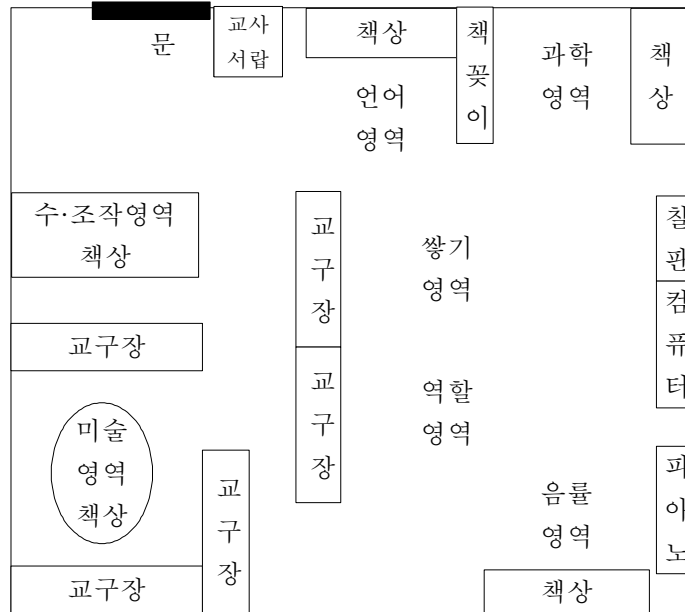 문
교사
서랍
책상
책꽂이
과학
영역
책상
언어
영역
수·조작영역
책상
교구장
쌓기
영역
칠판
컴퓨터
교구장
교구장
역할
영역
미술
영역
책상
교구장
음률
영역
피아노
교구장
책상